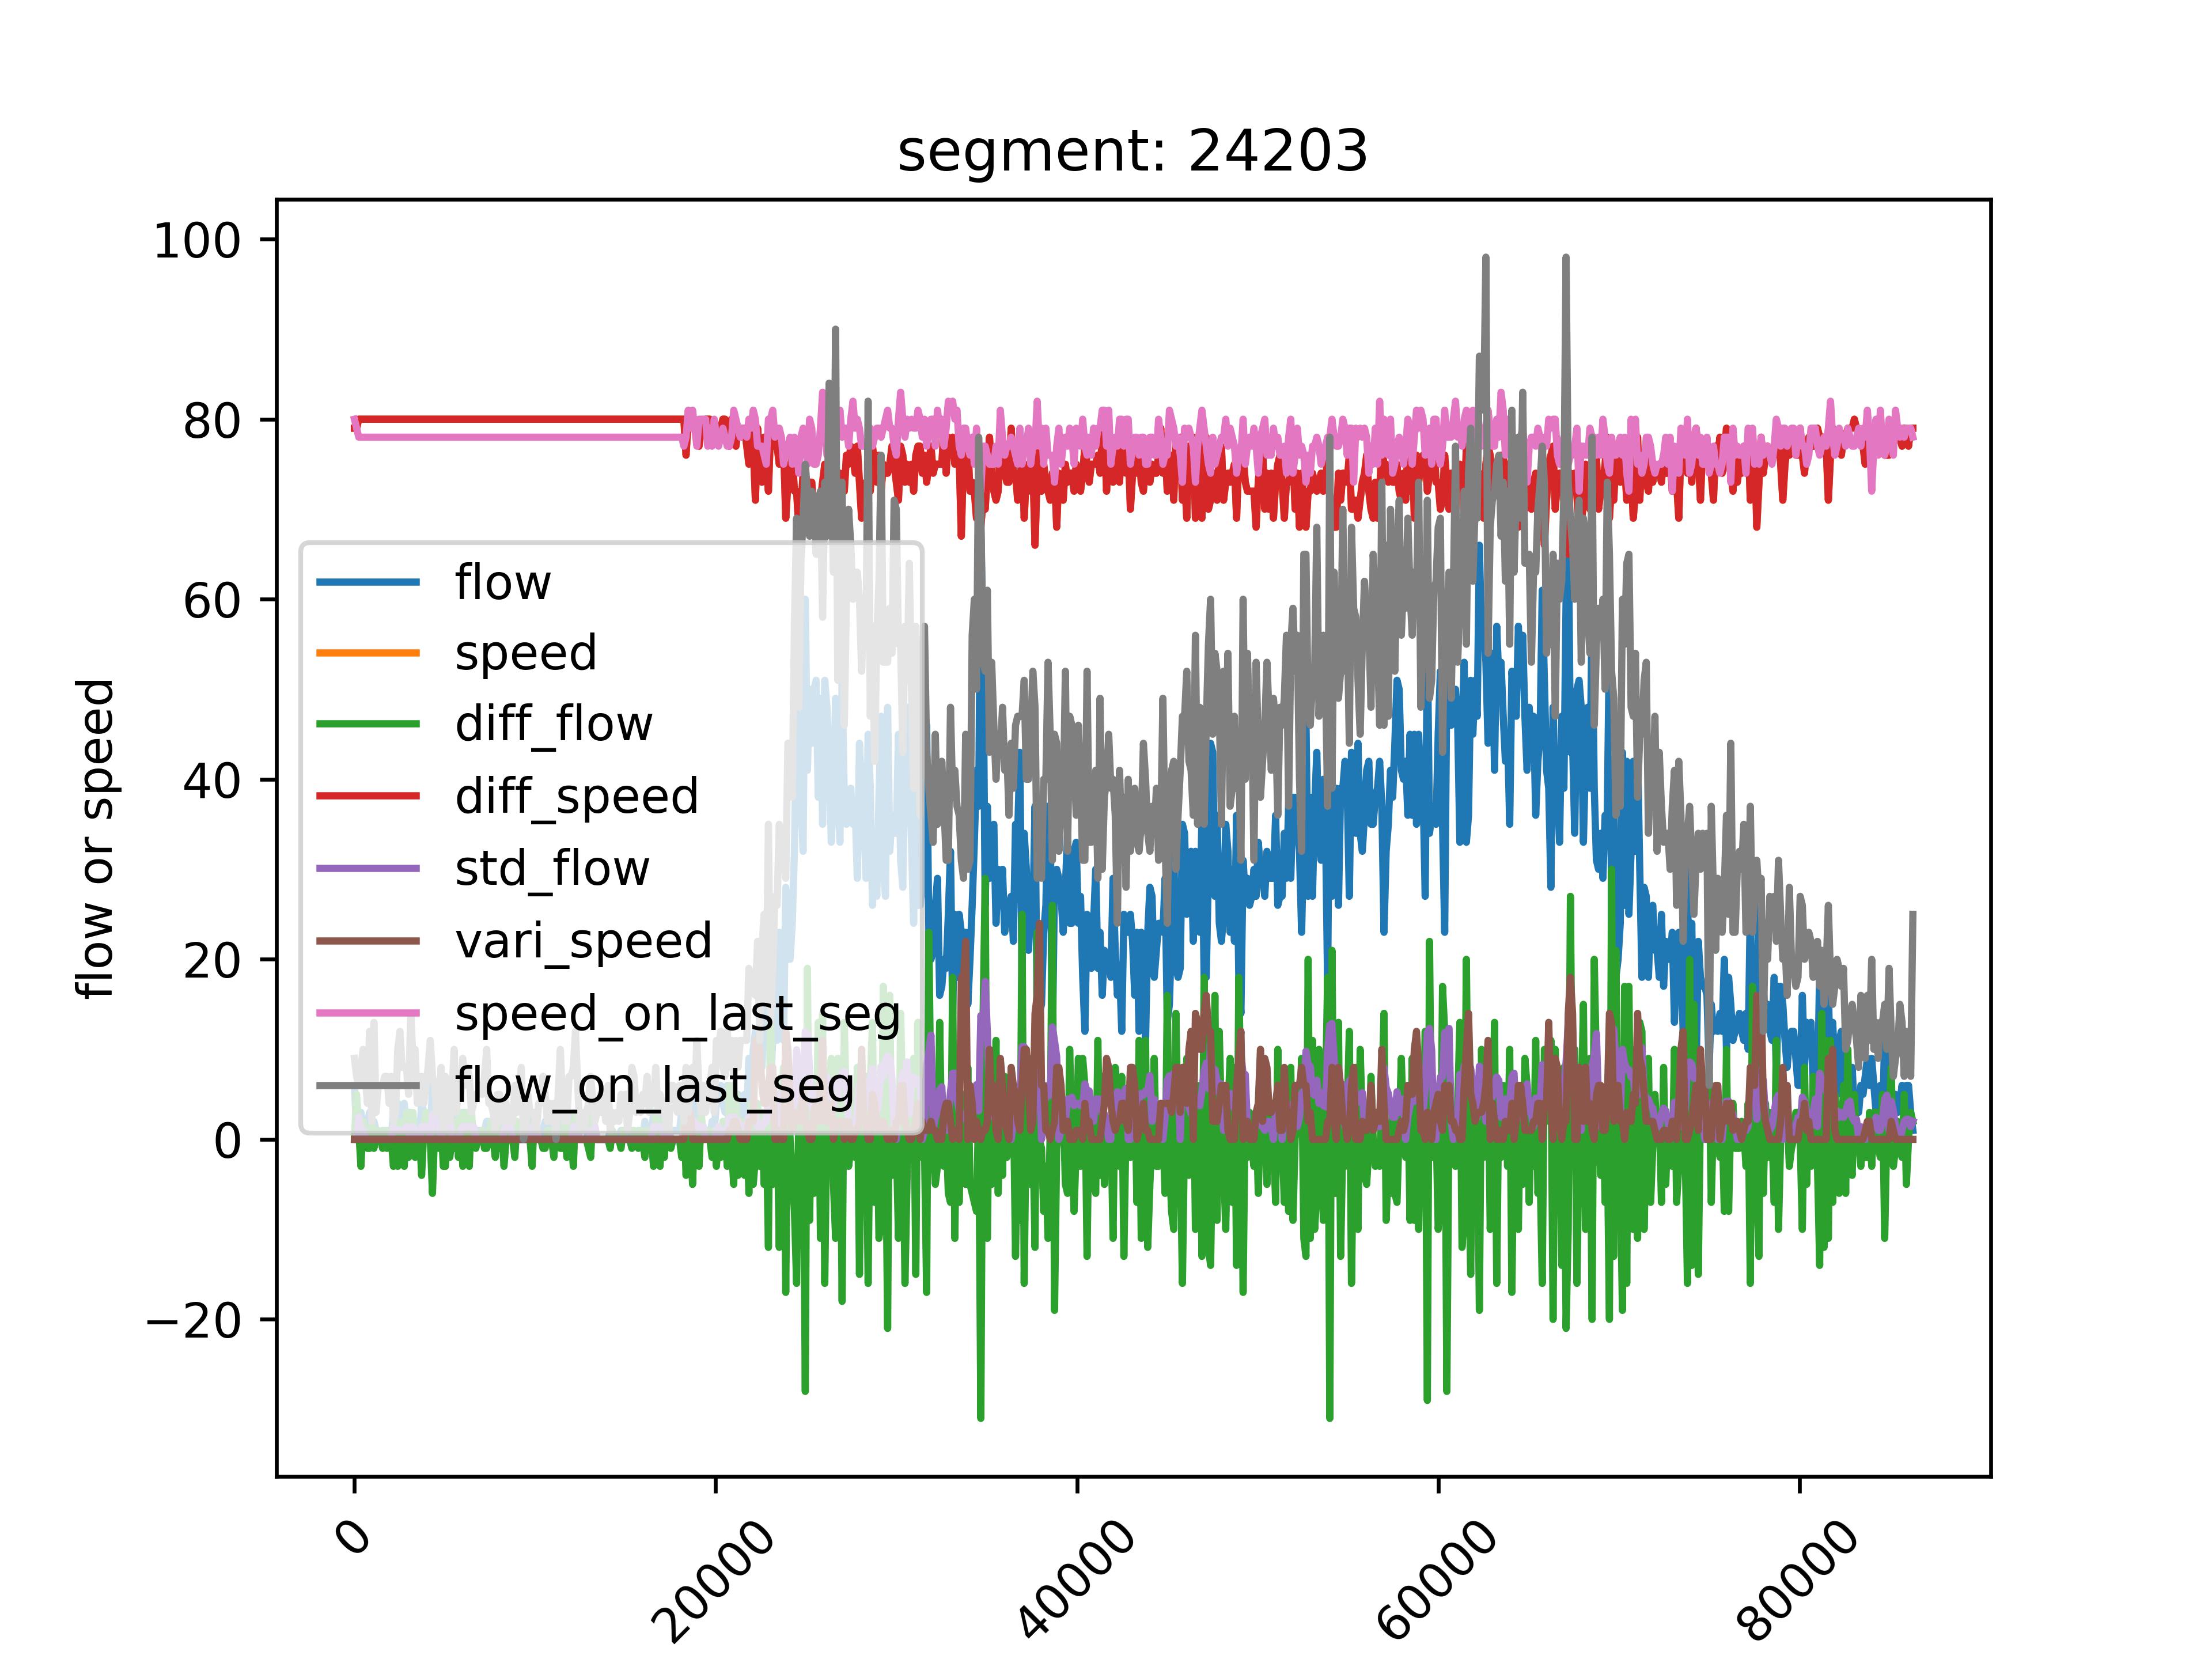 segment: 24203
flow or speed
100
80
60
40
20
0
−20
flow
speed
diff_flow
diff_speed
std_flow
vari_speed
speed_on_last_seg
flow_on_last_seg
0
20000
40000
60000
80000